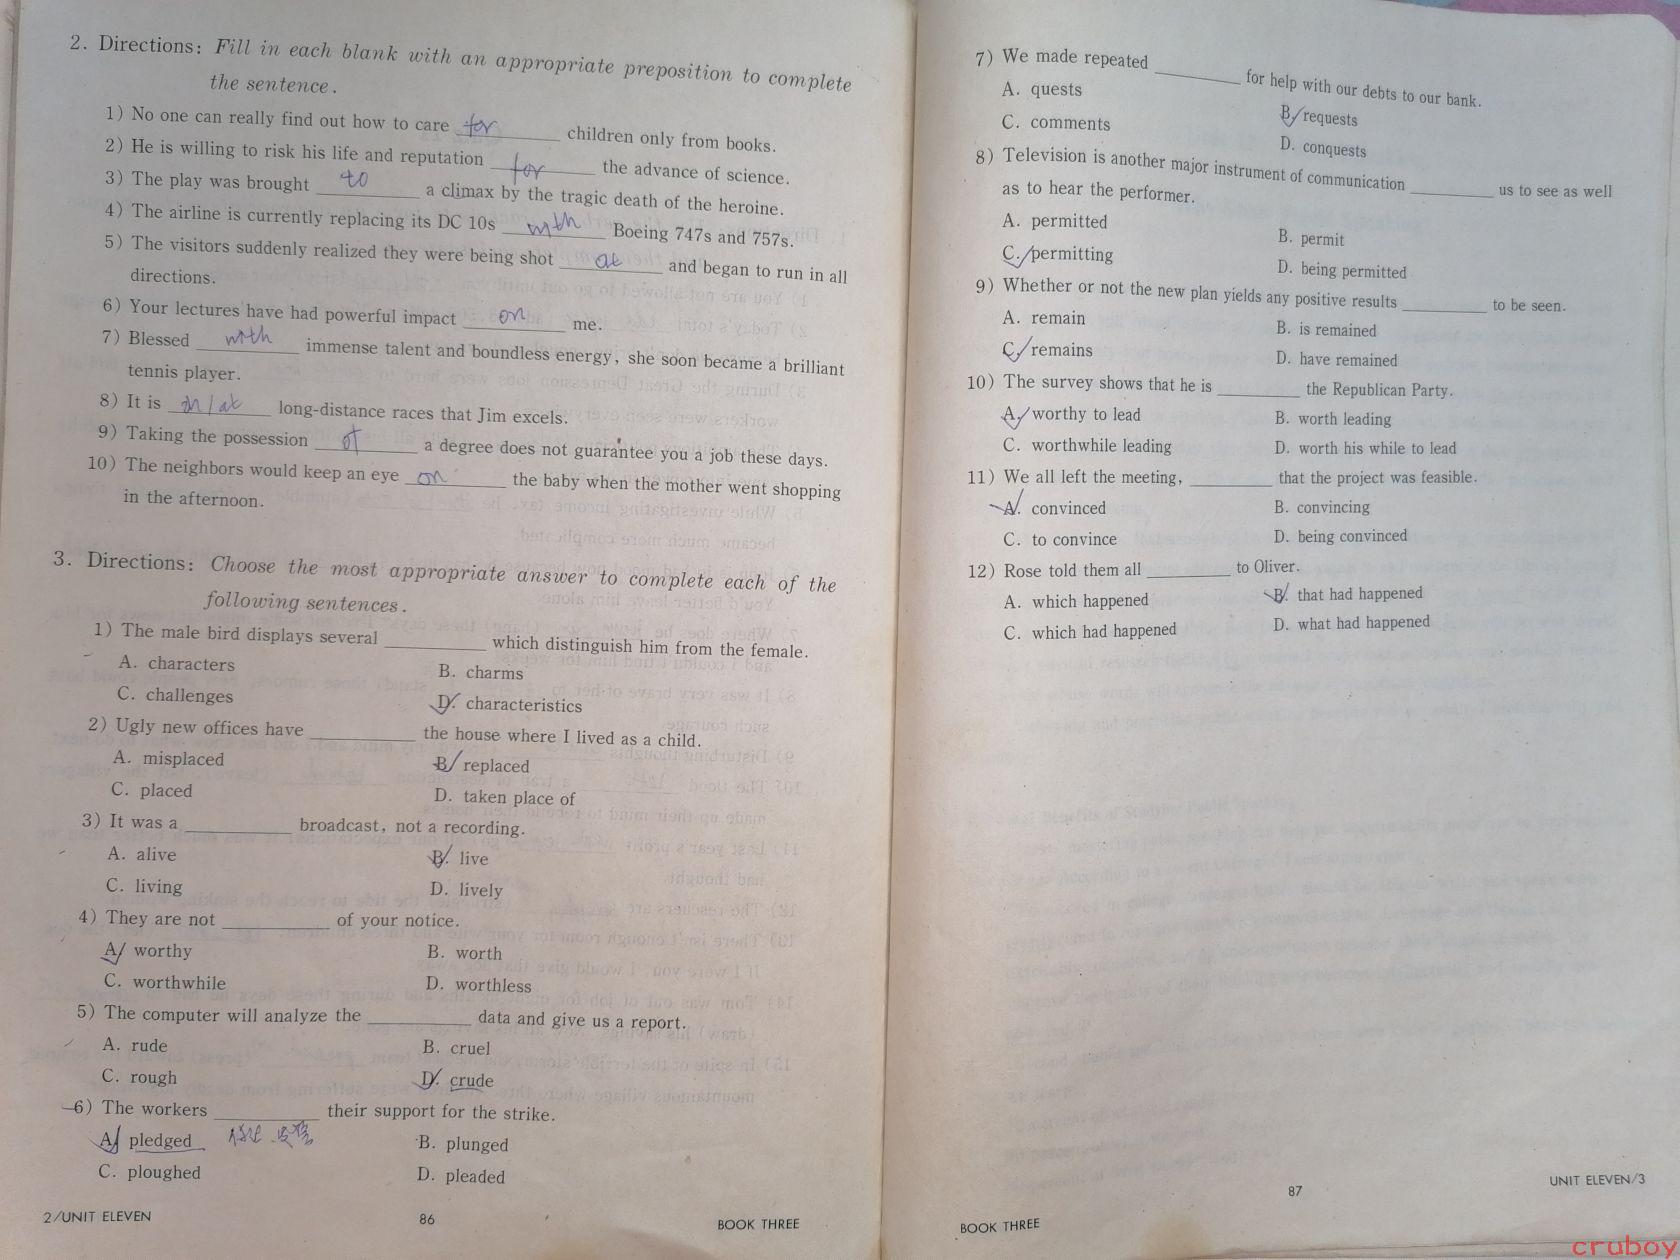 2. Directions: Fill in each blank with an appropriate preposition to complete
the sentence.
1) No one can really find out how to care for children only from books.
2) He is willing to risk his life and reputation for the advance of science.
3) The play was brought to a climax by the tragic death of the heroine.
4) The airline is currently replacing its DC 10s with Boeing 747s and 757s.
5) The visitors suddenly realized they were being shot at and began to run in all
directions.
6) Your lectures have had powerful impact on me.
7) Blessed with immense talent and boundless energy, she soon became a brilliant
tennis player.
8) It is in/at long-distance races that Jim excels.
9) Taking the possession of a degree does not guarantee you a job these days.
10) The neighbors would keep an eye on the baby when the mother went shopping
in the afternoon.
3. Directions: Choose the most appropriate answer to complete each of the
following sentences.
1) The male bird displays several ________ which distinguish him from the female.
A. characters B. charms
C. challenges D. characteristics
2) Ugly new offices have ________ the house where I lived as a child.
A. misplaced B. replaced
C. placed D. taken place of
3) It was a ________ broadcast, not a recording.
A. alive B. live
C. living D. lively
4) They are not ________ of your notice.
A. worthy B. worth
C. worthwhile D. worthless
5) The computer will analyze the ________ data and give us a report.
A. rude B. cruel
C. rough D. crude
6) The workers ________ their support for the strike.
A. pledged 保证 B. plunged
C. ploughed D. pleaded
2/UNIT ELEVEN 86 BOOK THREE
7) We made repeated ________ for help with our debts to our bank.
A. quests B. requests
C. comments D. conquests
8) Television is another major instrument of communication ________ us to see as well
as to hear the performer.
A. permitted B. permit
C. permitting D. being permitted
9) Whether or not the new plan yields any positive results ________ to be seen.
A. remain B. is remained
C. remains D. have remained
10) The survey shows that he is ________ the Republican Party.
A. worthy to lead B. worth leading
C. worthwhile leading D. worth his while to lead
11) We all left the meeting, ________ that the project was feasible.
A. convinced B. convincing
C. to convince D. being convinced
12) Rose told them all ________ to Oliver.
A. which happened B. that had happened
C. which had happened D. what had happened
BOOK THREE 87 UNIT ELEVEN/3
cruboy